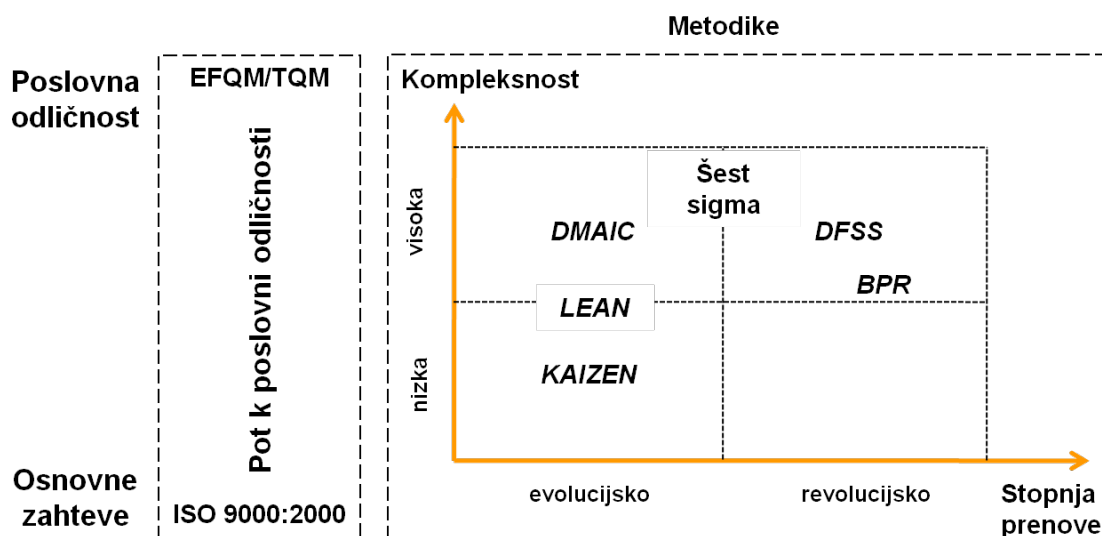 Metodike
Poslovna
odličnost
EFQM/TQM
Pot k poslovni odličnosti
Osnovne
zahteve
ISO 9000:2000
Kompleksnost
visoka
nizka
Šest
sigma
DMAIC
DFSS
BPR
LEAN
KAIZEN
evolucijsko
revolucijsko
Stopnja
prenove